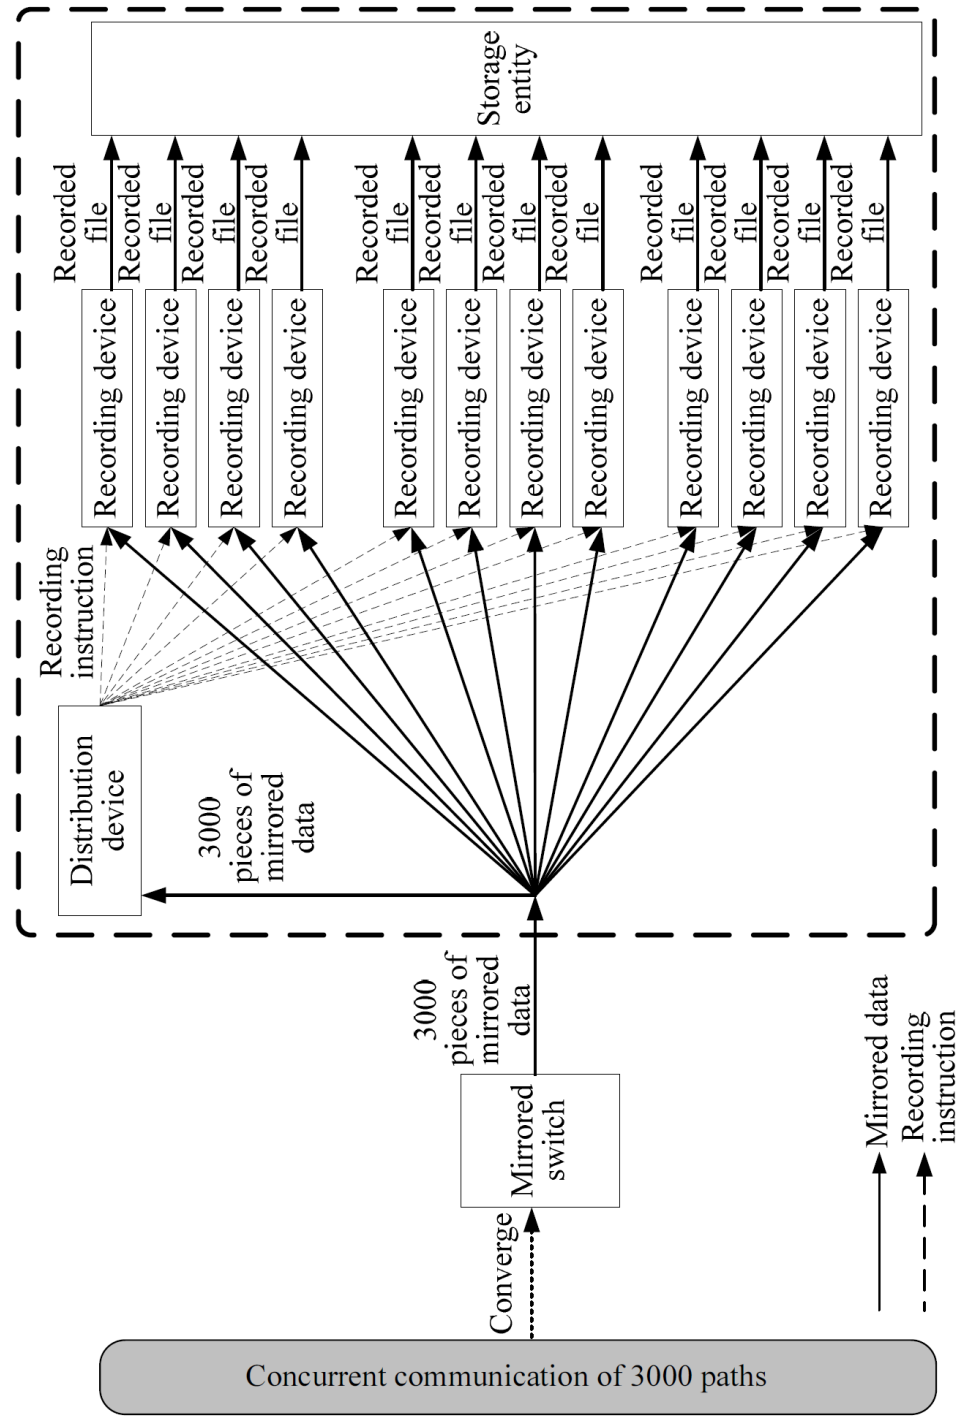 Storage
entity
Recorded
file
Recorded
file
Recorded
file
Recorded
file
Recorded
file
Recorded
file
Recorded
file
Recorded
file
Recorded
file
Recorded
file
Recorded
file
Recorded
file
Recording device
Recording device
Recording device
Recording device
Recording device
Recording device
Recording device
Recording device
Recording device
Recording device
Recording device
Recording device
Recording
instruction
Distribution
device
3000
pieces of
mirrored
data
3000
pieces of
mirrored
data
Mirrored
switch
Converge
Mirrored data
Recording
instruction
Concurrent communication of 3000 paths